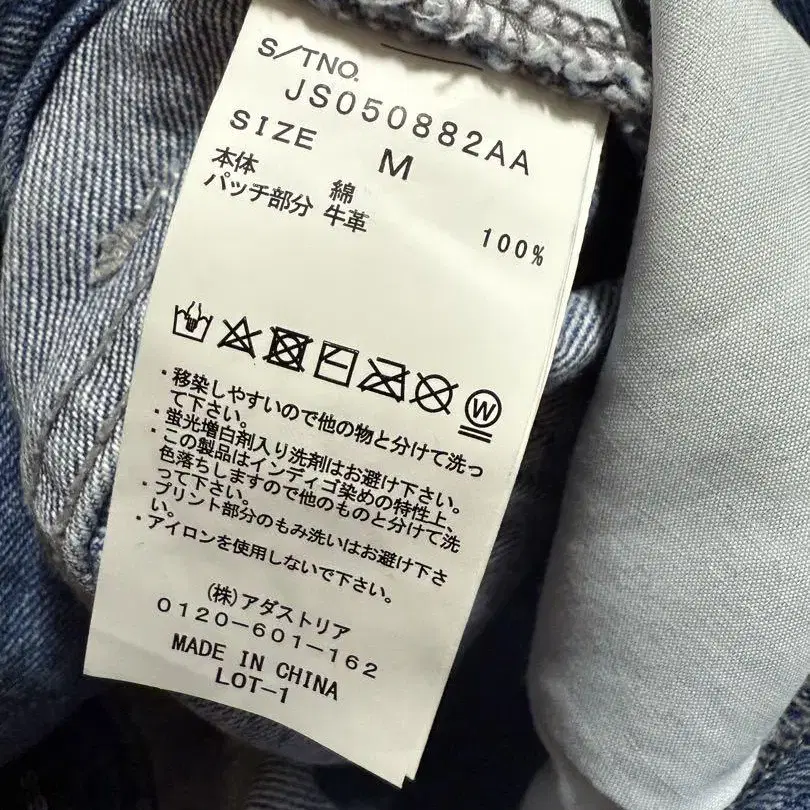 S/TNO.
JS050882AA
SIZE M
本体 綿 100%
パッチ部分 牛革
W
・移染しやすいので他の物と分けて洗っ
て下さい。
・蛍光増白剤入り洗剤はお避け下さい。
・この製品はインディゴ染めの特性上、
色落ちしますので他のものと分けて洗
って下さい。
・プリント部分のもみ洗いはお避け下さ
い。
・アイロンを使用しないで下さい。
(株)アダストリア
0120-601-162
MADE IN CHINA
LOT-1